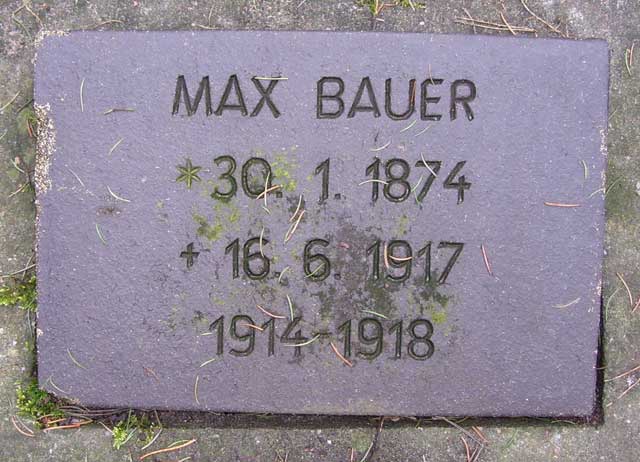 MAX BAUER
* 30. 1. 1874
+ 16. 6. 1917
1914-1918